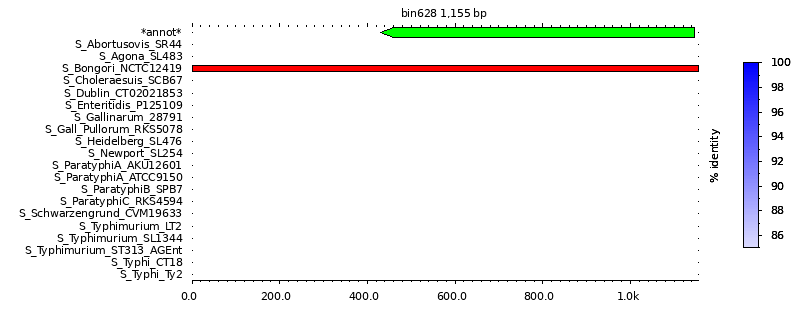 bin628 1,155 bp
*annot*
S_Abortusovis_SR44
S_Agona_SL483
S_Bongori_NCTC12419
S_Choleraesuis_SCB67
S_Dublin_CT02021853
S_Enteritidis_P125109
S_Gallinarum_28791
S_Gall_Pullorum_RKS5078
S_Heidelberg_SL476
S_Newport_SL254
S_ParatyphiA_AKU12601
S_ParatyphiA_ATCC9150
S_ParatyphiB_SPB7
S_ParatyphiC_RKS4594
S_Schwarzengrund_CVM19633
S_Typhimurium_LT2
S_Typhimurium_SL1344
S_Typhimurium_ST313_AGEnt
S_Typhi_CT18
S_Typhi_Ty2
0.0 200.0 400.0 600.0 800.0 1.0k
% identity
100
98
96
94
92
90
88
86